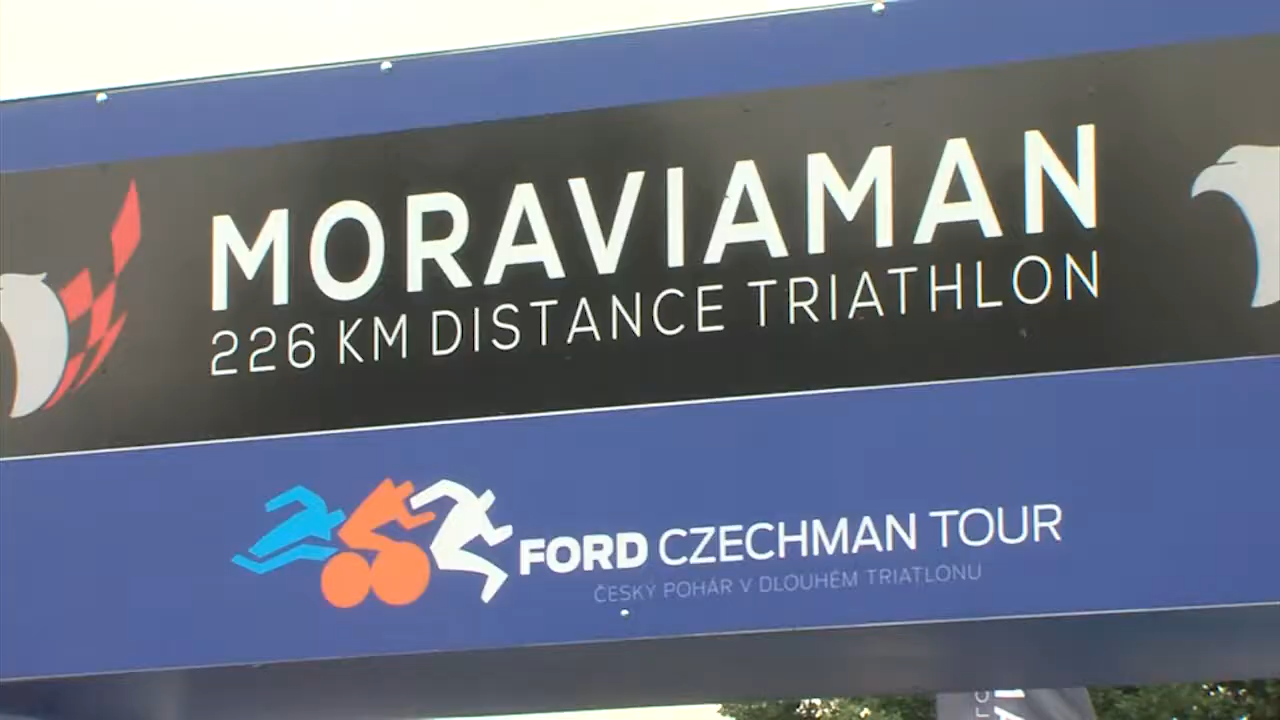 MORAVIAMAN
226 KM DISTANCE TRIATHLON
FORD CZECHMAN TOUR
ČESKÝ POHÁR V DLOUHÉM TRIATLONU